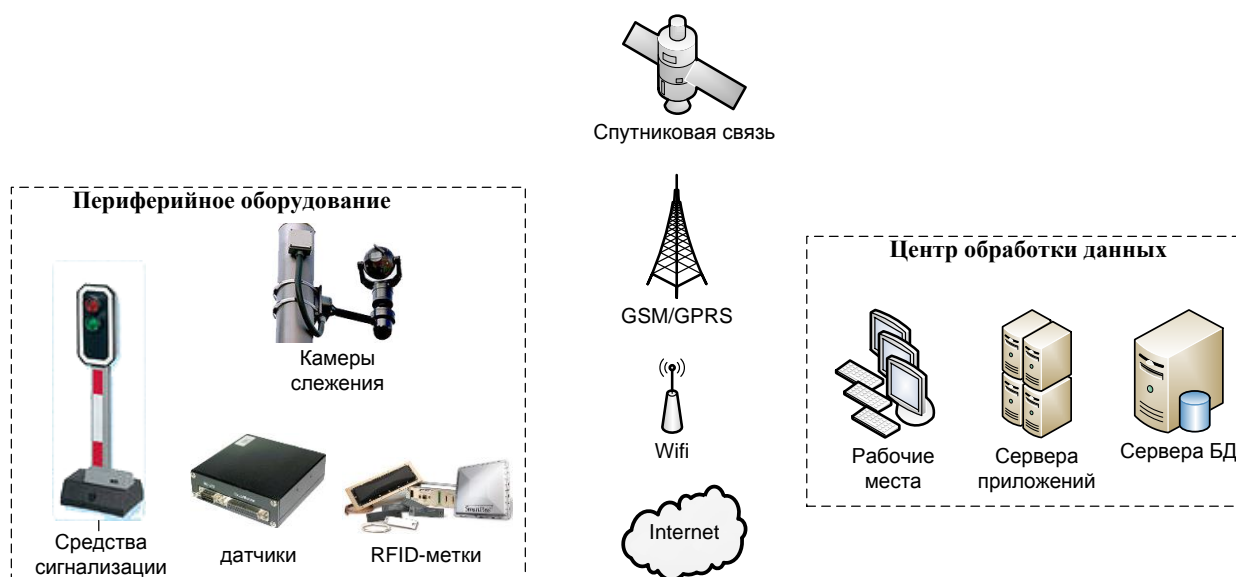 Спутниковая связь
Периферийное оборудование
Камеры
слежения
Средства
сигнализации
датчики
RFID-метки
GSM/GPRS
Wifi
Internet
Центр обработки данных
Рабочие
места
Сервера
приложений
Сервера БД